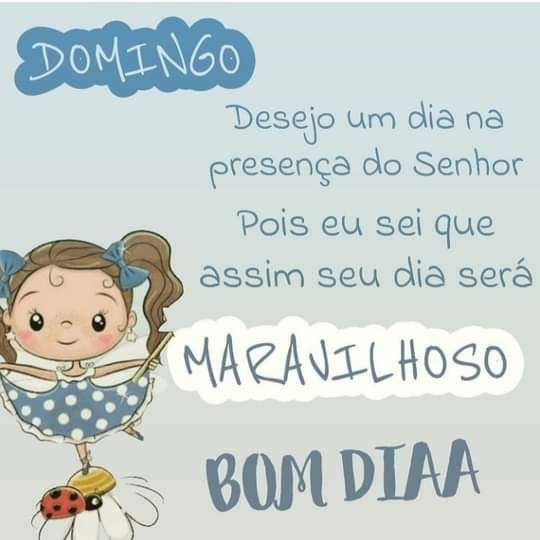 DOMINGO
Desejo um dia na
presença do Senhor
Pois eu sei que
assim seu dia será
MARAVILHOSO
BOM DIAA